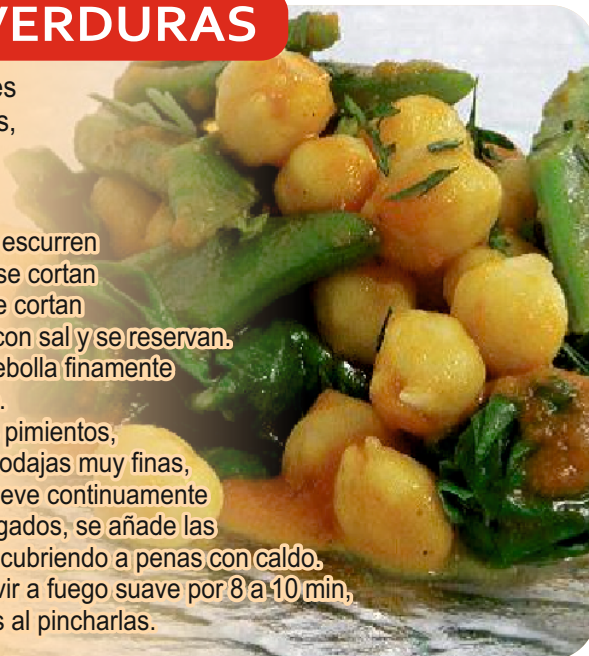 VERDURAS
es
s,
escurren
se cortan
e cortan
con sal y se reservan.
ebolla finamente
.
pimientos,
odajas muy finas,
eve continuamente
gados, se añade las
cubriendo a penas con caldo.
vir a fuego suave por 8 a 10 min,
s al pincharlas.